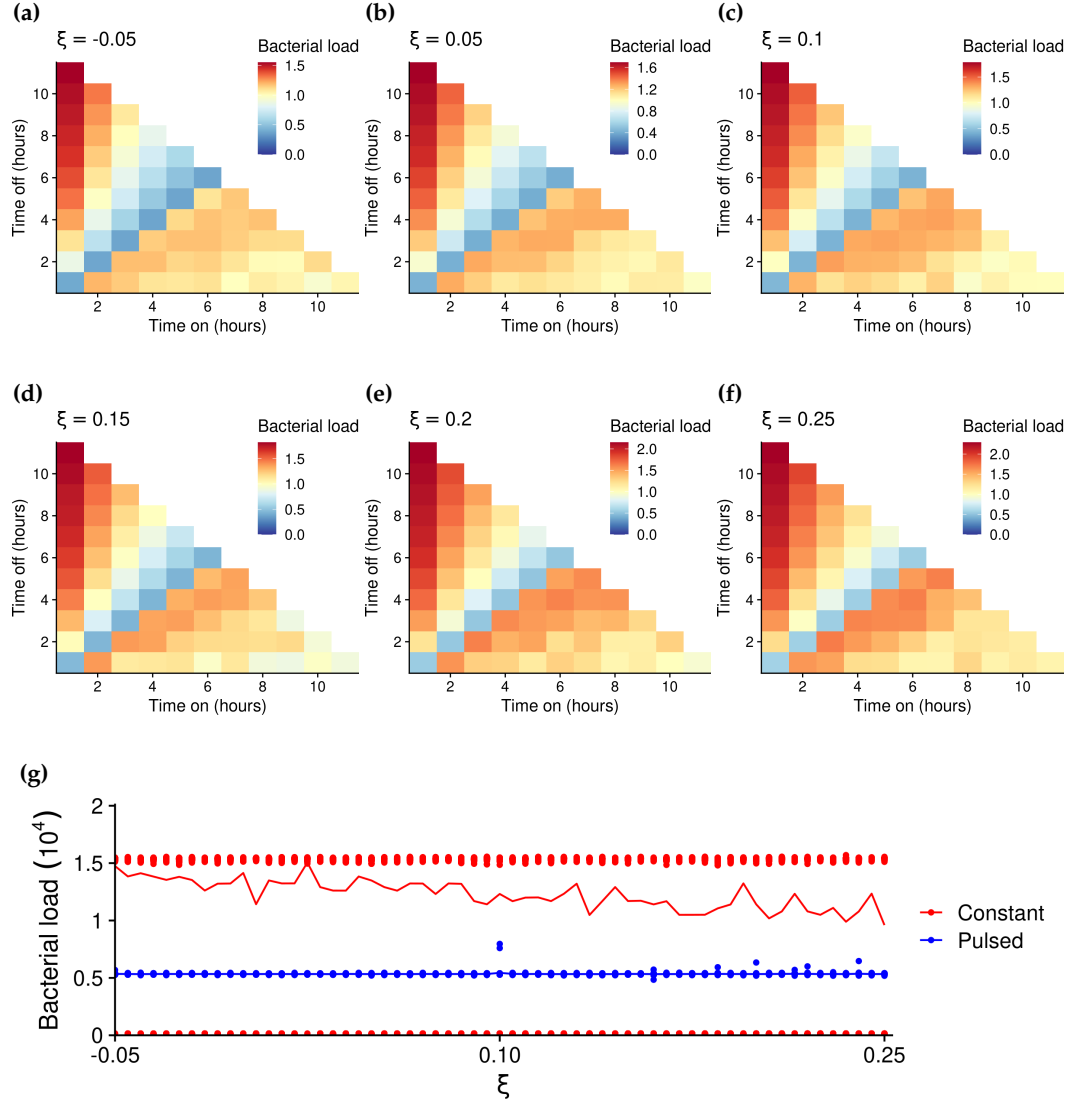 (a)
ξ = -0.05
Bacterial load
1.5
1.0
0.5
0.0
Time off (hours)
10
8
6
4
2
2 4 6 8 10
Time on (hours)
(b)
ξ = 0.05
Bacterial load
1.6
1.2
0.8
0.4
0.0
Time off (hours)
10
8
6
4
2
2 4 6 8 10
Time on (hours)
(c)
ξ = 0.1
Bacterial load
1.5
1.0
0.5
0.0
Time off (hours)
10
8
6
4
2
2 4 6 8 10
Time on (hours)
(d)
ξ = 0.15
Bacterial load
1.5
1.0
0.5
0.0
Time off (hours)
10
8
6
4
2
2 4 6 8 10
Time on (hours)
(e)
ξ = 0.2
Bacterial load
2.0
1.5
1.0
0.5
0.0
Time off (hours)
10
8
6
4
2
2 4 6 8 10
Time on (hours)
(f)
ξ = 0.25
Bacterial load
2.0
1.5
1.0
0.5
0.0
Time off (hours)
10
8
6
4
2
2 4 6 8 10
Time on (hours)
(g)
Bacterial load (10⁴)
2
1.5
1
0.5
0
-0.05 0.10 0.25
ξ
Constant
Pulsed